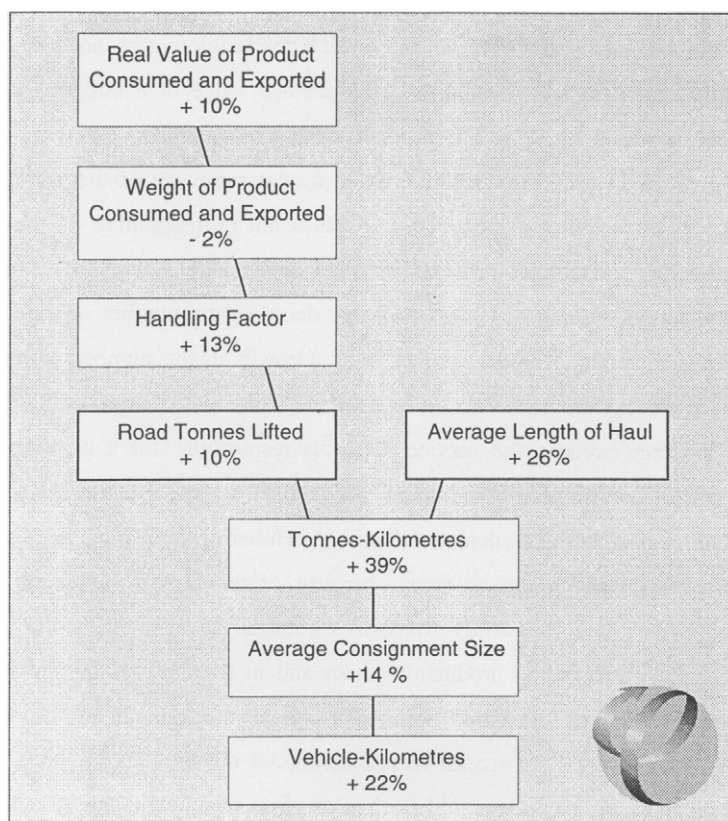 Real Value of Product
Consumed and Exported
+ 10%
Weight of Product
Consumed and Exported
- 2%
Handling Factor
+ 13%
Road Tonnes Lifted
+ 10%
Average Length of Haul
+ 26%
Tonnes-Kilometres
+ 39%
Average Consignment Size
+14 %
Vehicle-Kilometres
+ 22%